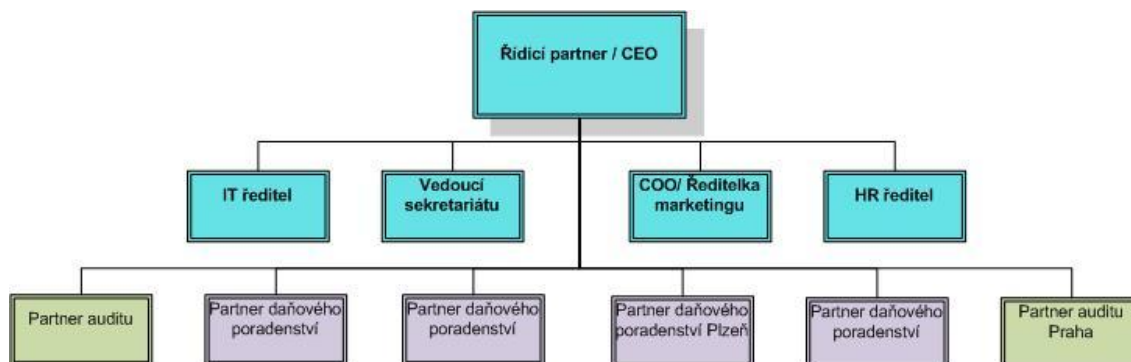 Řídicí partner / CEO
IT ředitel
Vedoucí
sekretariátu
COO/ Ředitelka
marketingu
HR ředitel
Partner auditu
Partner daňového
poradenství
Partner daňového
poradenství
Partner daňového
poradenství Plzeň
Partner daňového
poradenství
Partner auditu
Praha